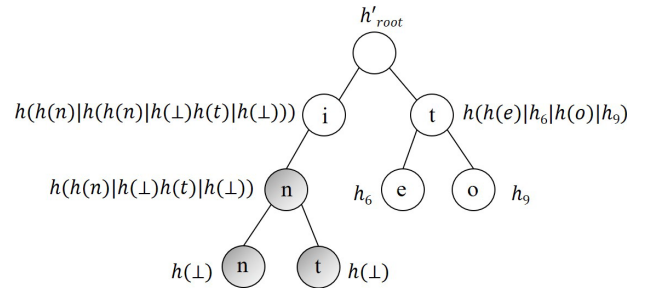 h'root
h(h(n)|h(h(n)|h(⊥)h(t)|h(⊥))) i t h(h(e)|h₆|h(o)|h₉)
h(h(n)|h(⊥)h(t)|h(⊥)) n h₆ e o h₉
h(⊥) n t h(⊥)